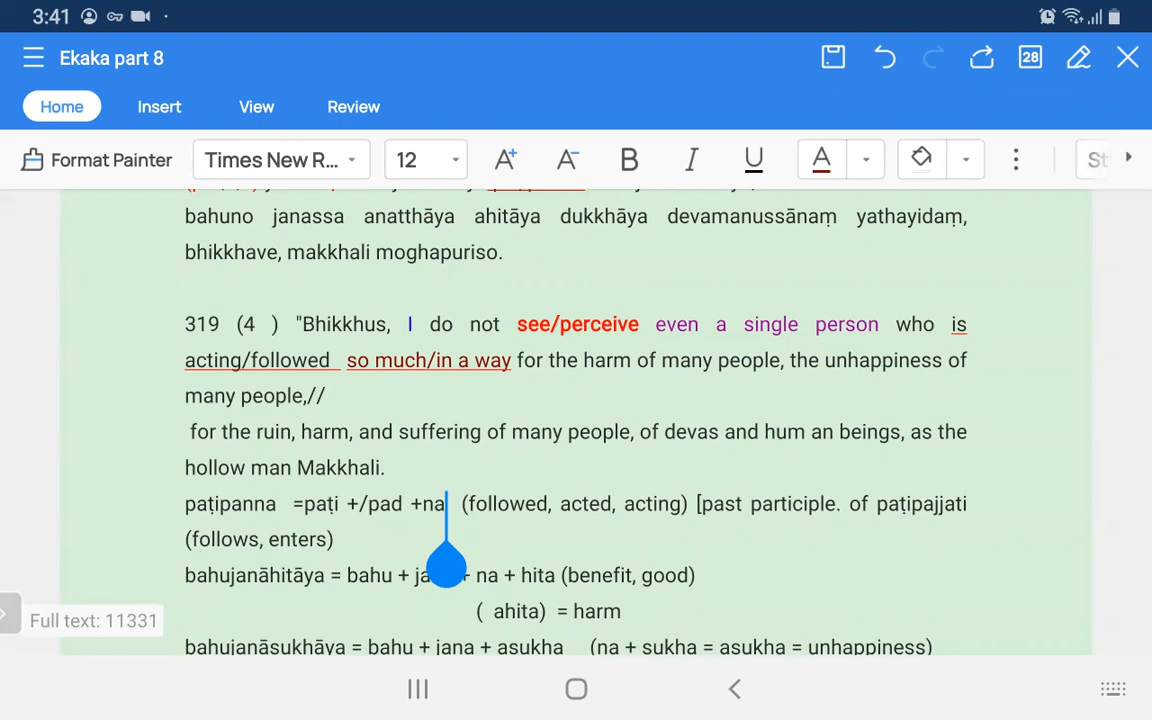 3:41
Ekaka part 8
28
Home Insert View Review
Format Painter Times New R... 12 A+ A- B I U A St
bahuno janassa anatthāya ahitāya dukkhāya devamanussānaṃ yathayidaṃ,
bhikkhave, makkhali moghapuriso.
319 (4 ) "Bhikkhus, I do not see/perceive even a single person who is
acting/followed so much/in a way for the harm of many people, the unhappiness of
many people,//
for the ruin, harm, and suffering of many people, of devas and hum an beings, as the
hollow man Makkhali.
paṭipanna =paṭi +/pad +na (followed, acted, acting) [past participle. of paṭipajjati
(follows, enters)
bahujanāhitāya = bahu + + na + hita (benefit, good)
( ahita) = harm
Full text: 11331
bahujanāsukhāya = bahu + jana + asukha (na + sukha = asukha = unhappiness)